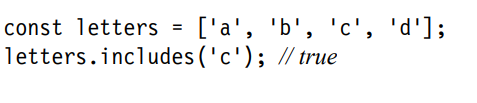 const letters = ['a', 'b', 'c', 'd'];
letters.includes('c'); // true